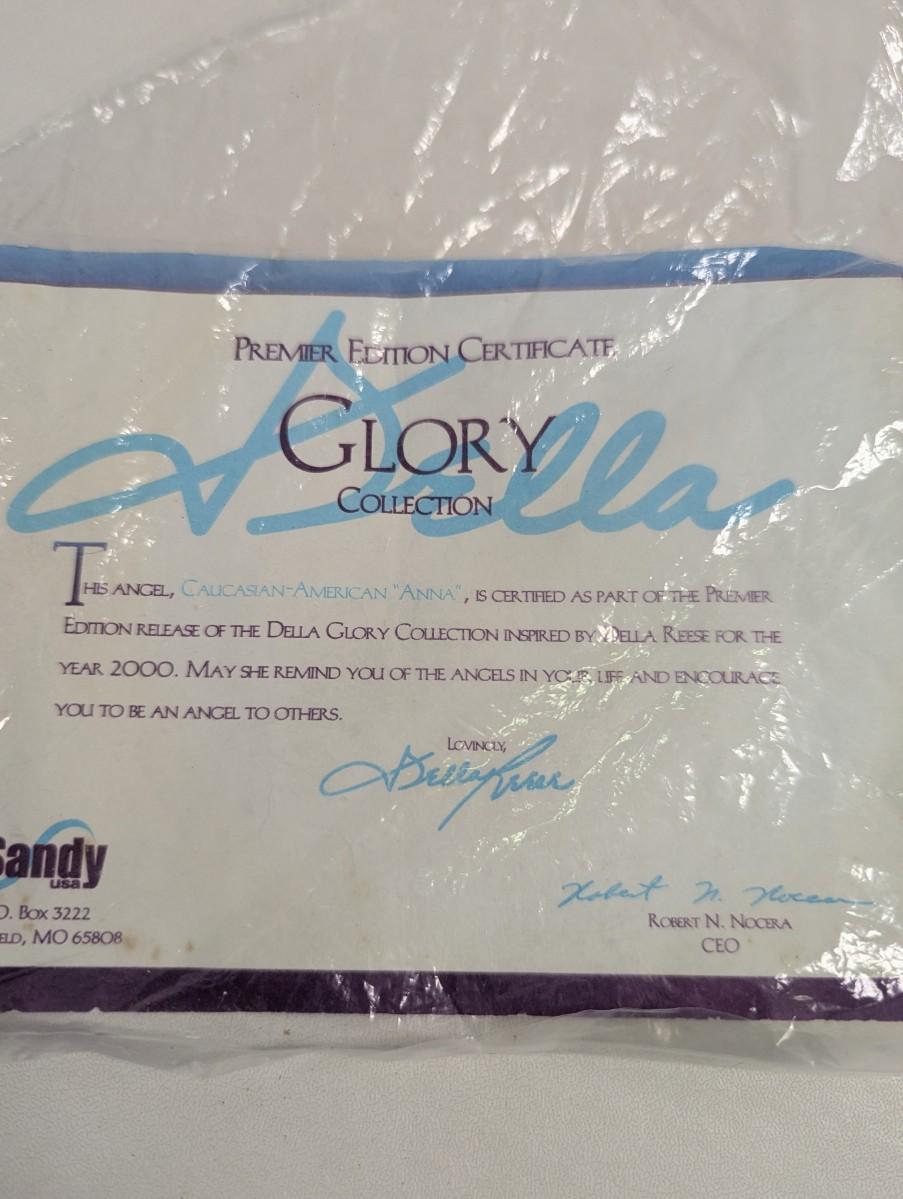 PREMIER EDITION CERTIFICATE
Della
GLORY
COLLECTION
THIS ANGEL, CAUCASIAN-AMERICAN "ANNA", IS CERTIFIED AS PART OF THE PREMIER
EDITION RELEASE OF THE DELLA GLORY COLLECTION INSPIRED BY DELLA REESE FOR THE
YEAR 2000. MAY SHE REMIND YOU OF THE ANGELS IN YOUR LIFE AND ENCOURAGE
YOU TO BE AN ANGEL TO OTHERS.
LOVINGLY,
Della Reese
Sandy
usa
O. BOX 3222
ELD, MO 65808
Robert N. Nocera
ROBERT N. NOCERA
CEO